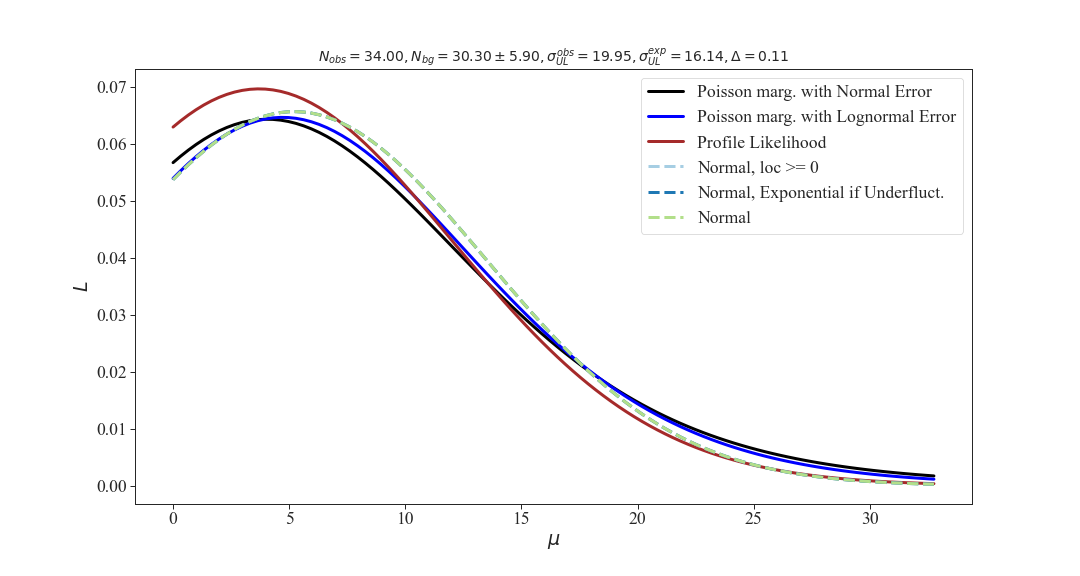 N_obs = 34.00, N_bg = 30.30 ± 5.90, σ_UL^obs = 19.95, σ_UL^exp = 16.14, Δ = 0.11
0.07
0.06
0.05
0.04
0.03
0.02
0.01
0.00
L
0 5 10 15 20 25 30
μ
Poisson marg. with Normal Error
Poisson marg. with Lognormal Error
Profile Likelihood
Normal, loc >= 0
Normal, Exponential if Underfluct.
Normal